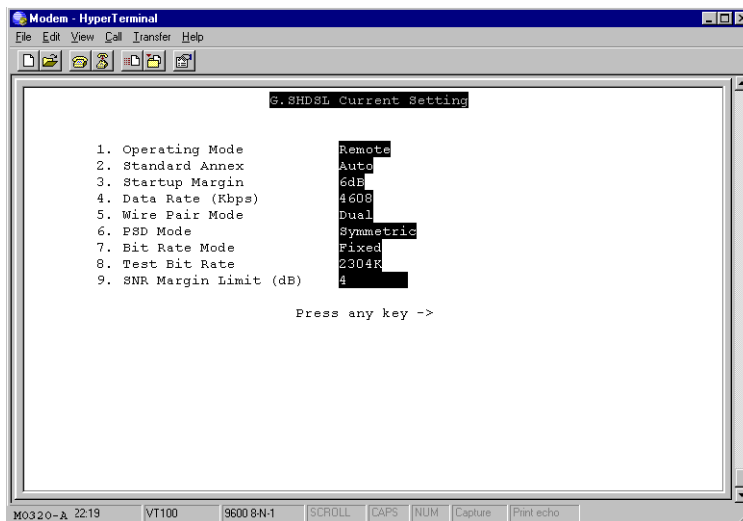 Modem - HyperTerminal
File Edit View Call Transfer Help
G.SHDSL Current Setting
1. Operating Mode Remote
2. Standard Annex Auto
3. Startup Margin 6dB
4. Data Rate (Kbps) 4608
5. Wire Pair Mode Dual
6. PSD Mode Symmetric
7. Bit Rate Mode Fixed
8. Test Bit Rate 2304K
9. SNR Margin Limit (dB) 4
Press any key ->
M0320-A 22:19 VT100 9600 8-N-1 SCROLL CAPS NUM Capture Print echo